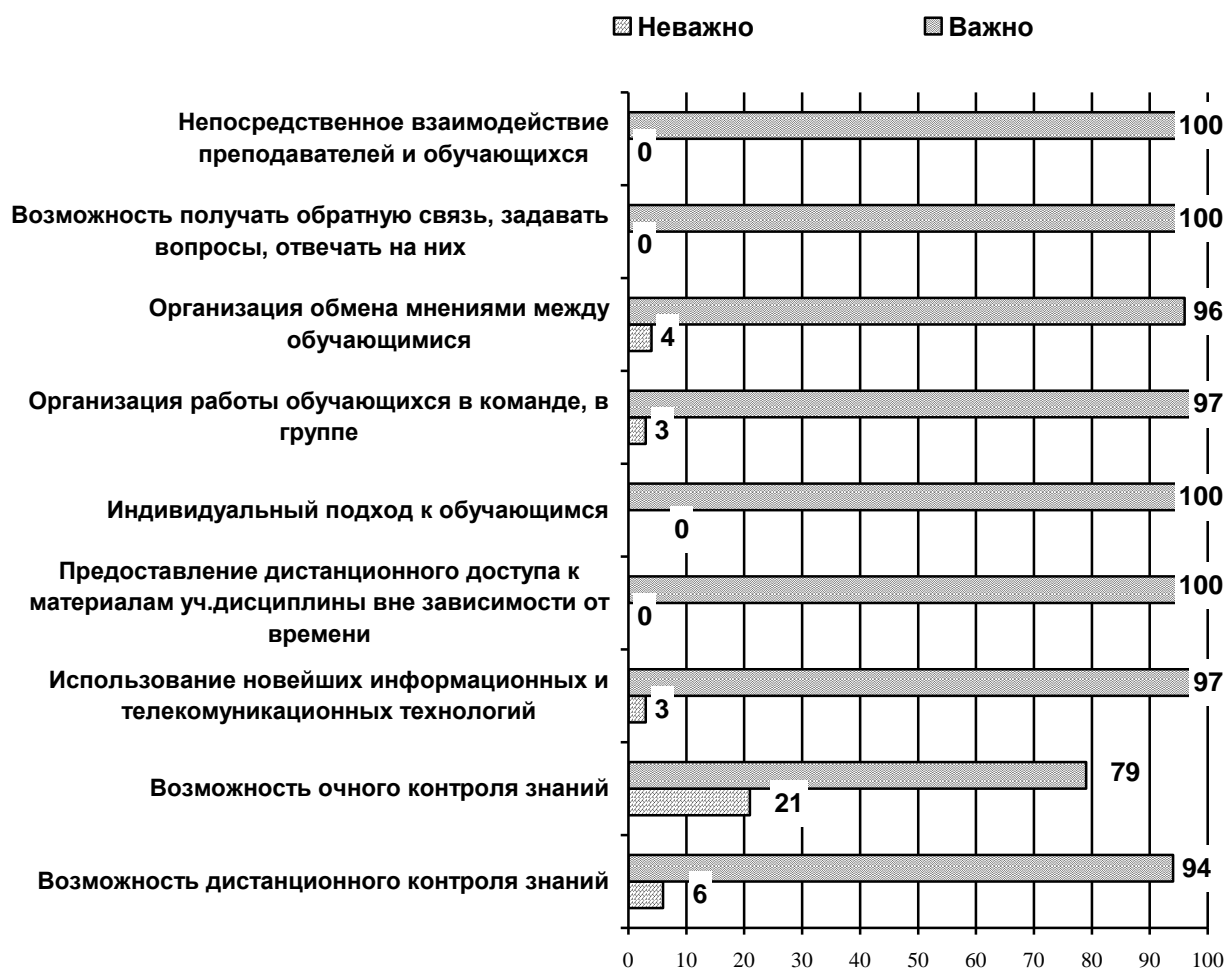 Неважно Важно
Непосредственное взаимодействие
преподавателей и обучающихся
100
0
Возможность получать обратную связь, задавать
вопросы, отвечать на них
100
0
Организация обмена мнениями между
обучающимися
96
4
Организация работы обучающихся в команде, в
группе
97
3
Индивидуальный подход к обучающимся
100
0
Предоставление дистанционного доступа к
материалам уч.дисциплины вне зависимости от
времени
100
0
Использование новейших информационных и
телекомуникационных технологий
97
3
Возможность очного контроля знаний
79
21
Возможность дистанционного контроля знаний
94
6
0 10 20 30 40 50 60 70 80 90 100